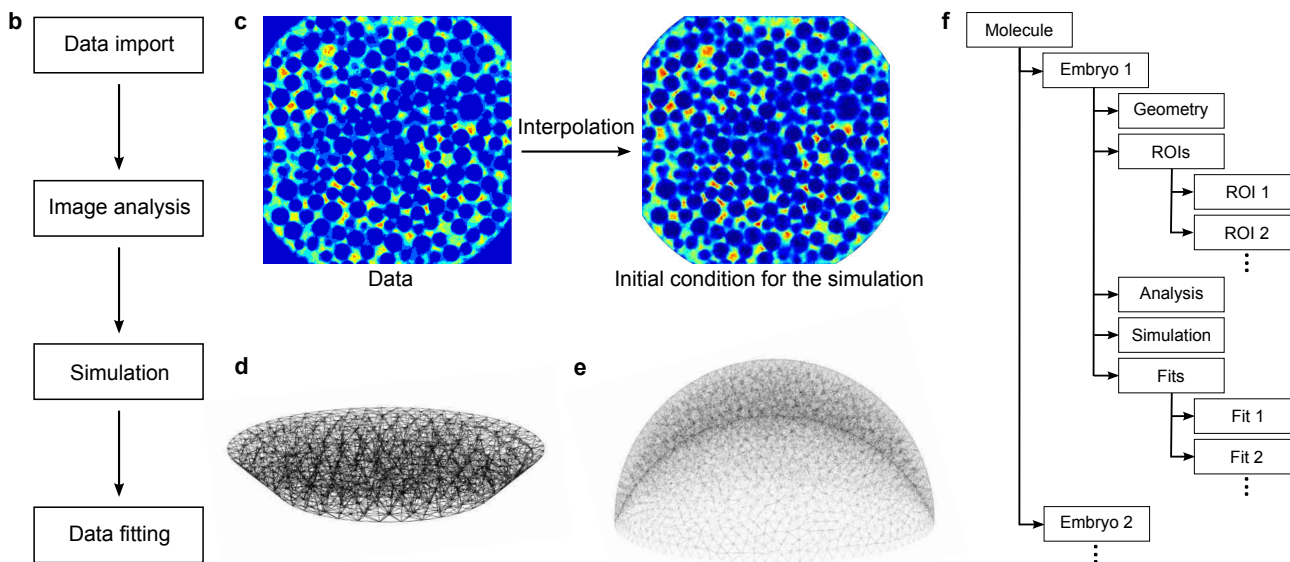 b
Data import
Image analysis
Simulation
Data fitting
c
Interpolation
Data
Initial condition for the simulation
d
e
f
Molecule
Embryo 1
Geometry
ROIs
ROI 1
ROI 2
Analysis
Simulation
Fits
Fit 1
Fit 2
Embryo 2